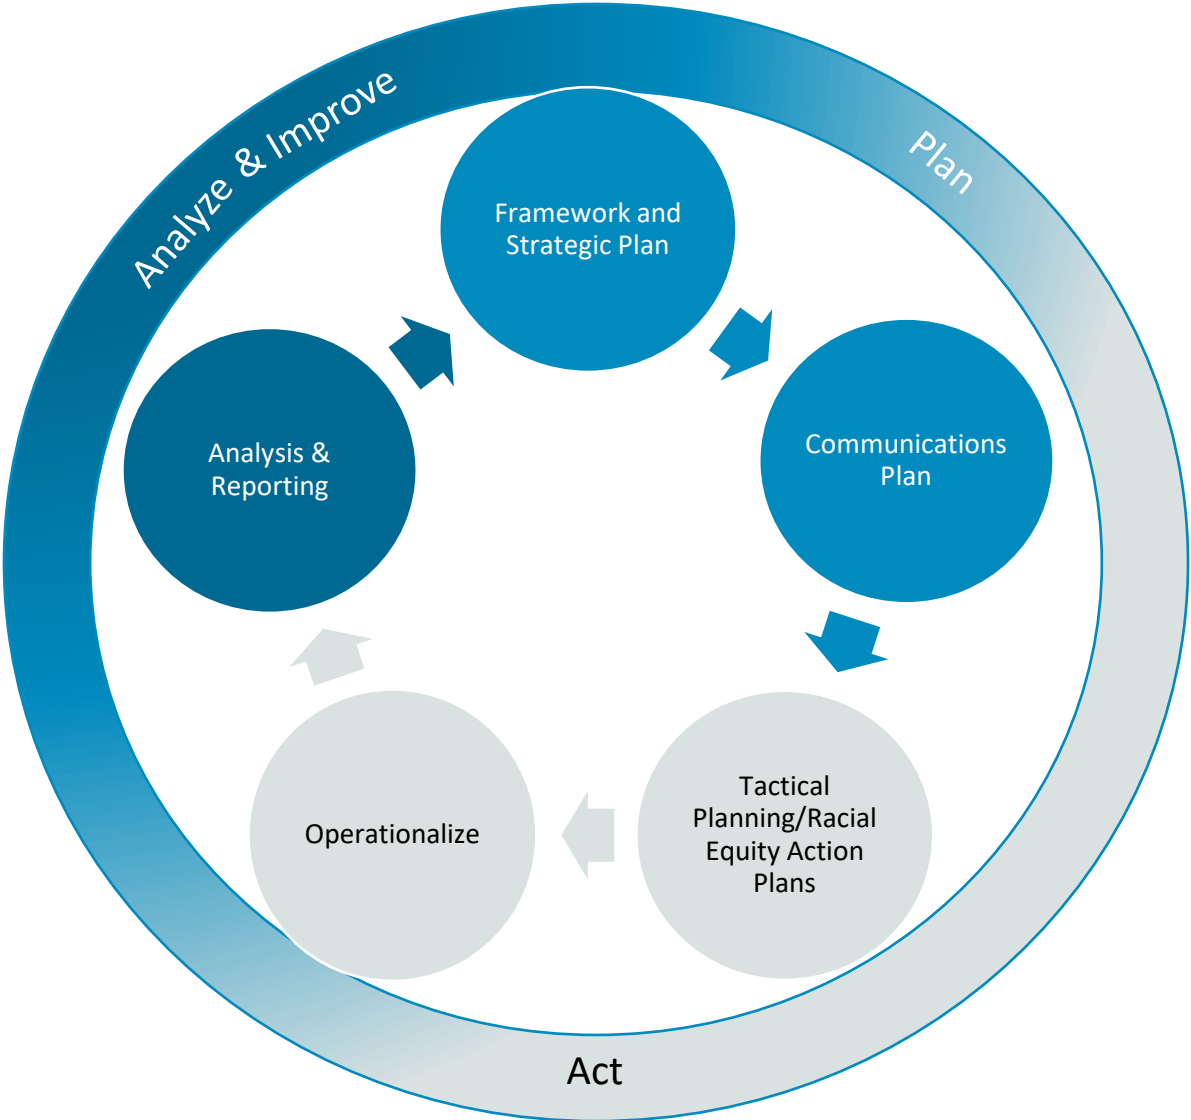 Analyze & Improve
Plan
Framework and
Strategic Plan
Communications
Plan
Analysis &
Reporting
Tactical
Planning/Racial
Equity Action
Plans
Operationalize
Act